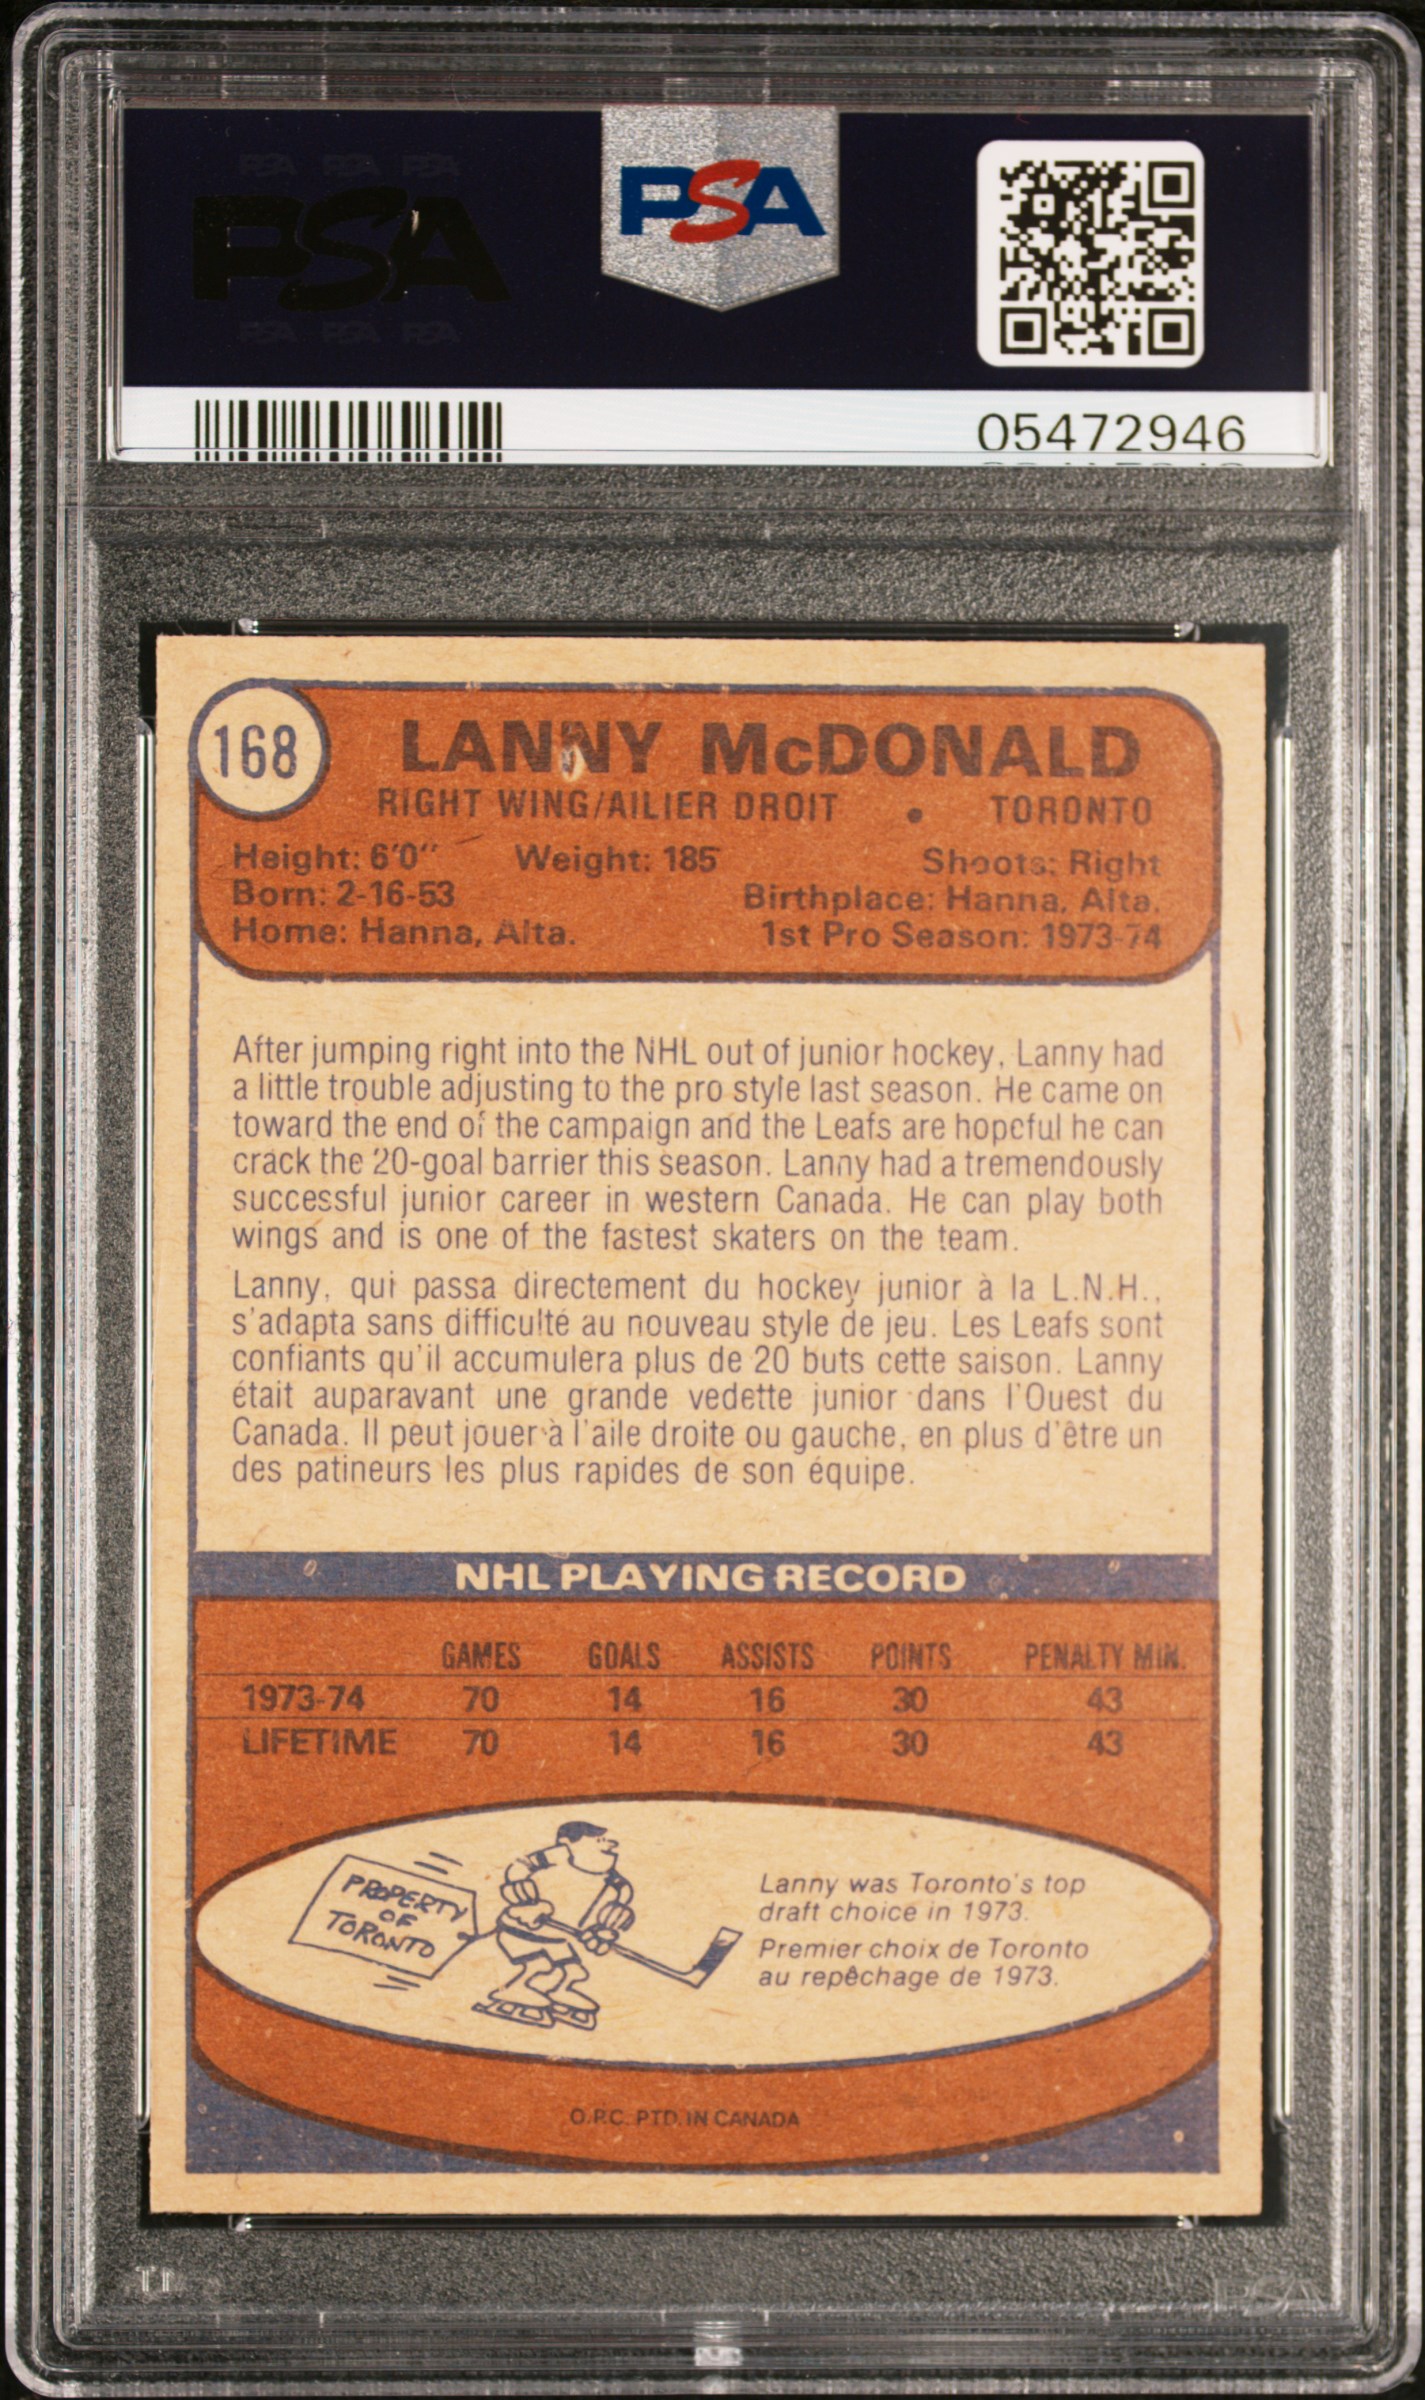 PSA PSA PSA
PSA
PSA PSA PSA
PSA
05472946
168
LANNY McDONALD
RIGHT WING/AILIER DROIT • TORONTO
Height: 6'0" Weight: 185 Shoots: Right
Born: 2-16-53 Birthplace: Hanna, Alta.
Home: Hanna, Alta. 1st Pro Season: 1973-74
After jumping right into the NHL out of junior hockey, Lanny had
a little trouble adjusting to the pro style last season. He came on
toward the end of the campaign and the Leafs are hopeful he can
crack the 20-goal barrier this season. Lanny had a tremendously
successful junior career in western Canada. He can play both
wings and is one of the fastest skaters on the team.
Lanny, qui passa directement du hockey junior à la L.N.H.,
s'adapta sans difficulté au nouveau style de jeu. Les Leafs sont
confiants qu'il accumulera plus de 20 buts cette saison. Lanny
était auparavant une grande vedette junior dans l'Ouest du
Canada. Il peut jouer à l'aile droite ou gauche, en plus d'être un
des patineurs les plus rapides de son équipe.
NHL PLAYING RECORD
GAMES GOALS ASSISTS POINTS PENALTY MIN.
1973-74 70 14 16 30 43
LIFETIME 70 14 16 30 43
PROPERTY
OF
TORONTO
Lanny was Toronto's top
draft choice in 1973.
Premier choix de Toronto
au repêchage de 1973.
O.P.C. PTD. IN CANADA
PSA